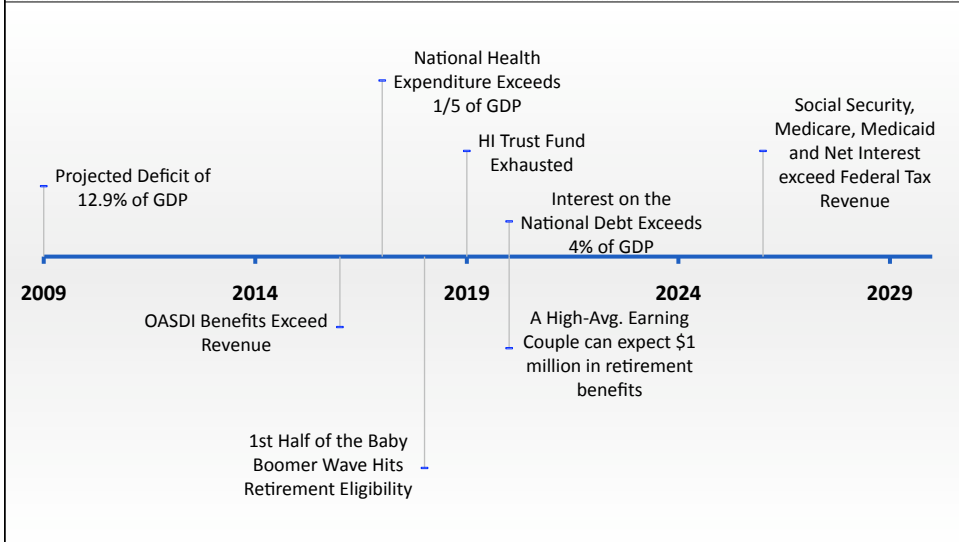 National Health
Expenditure Exceeds
1/5 of GDP
Social Security,
Medicare, Medicaid
and Net Interest
exceed Federal Tax
Revenue
HI Trust Fund
Exhausted
Projected Deficit of
12.9% of GDP
Interest on the
National Debt Exceeds
4% of GDP
2009 2014 2019 2024 2029
OASDI Benefits Exceed
Revenue
A High-Avg. Earning
Couple can expect $1
million in retirement
benefits
1st Half of the Baby
Boomer Wave Hits
Retirement Eligibility